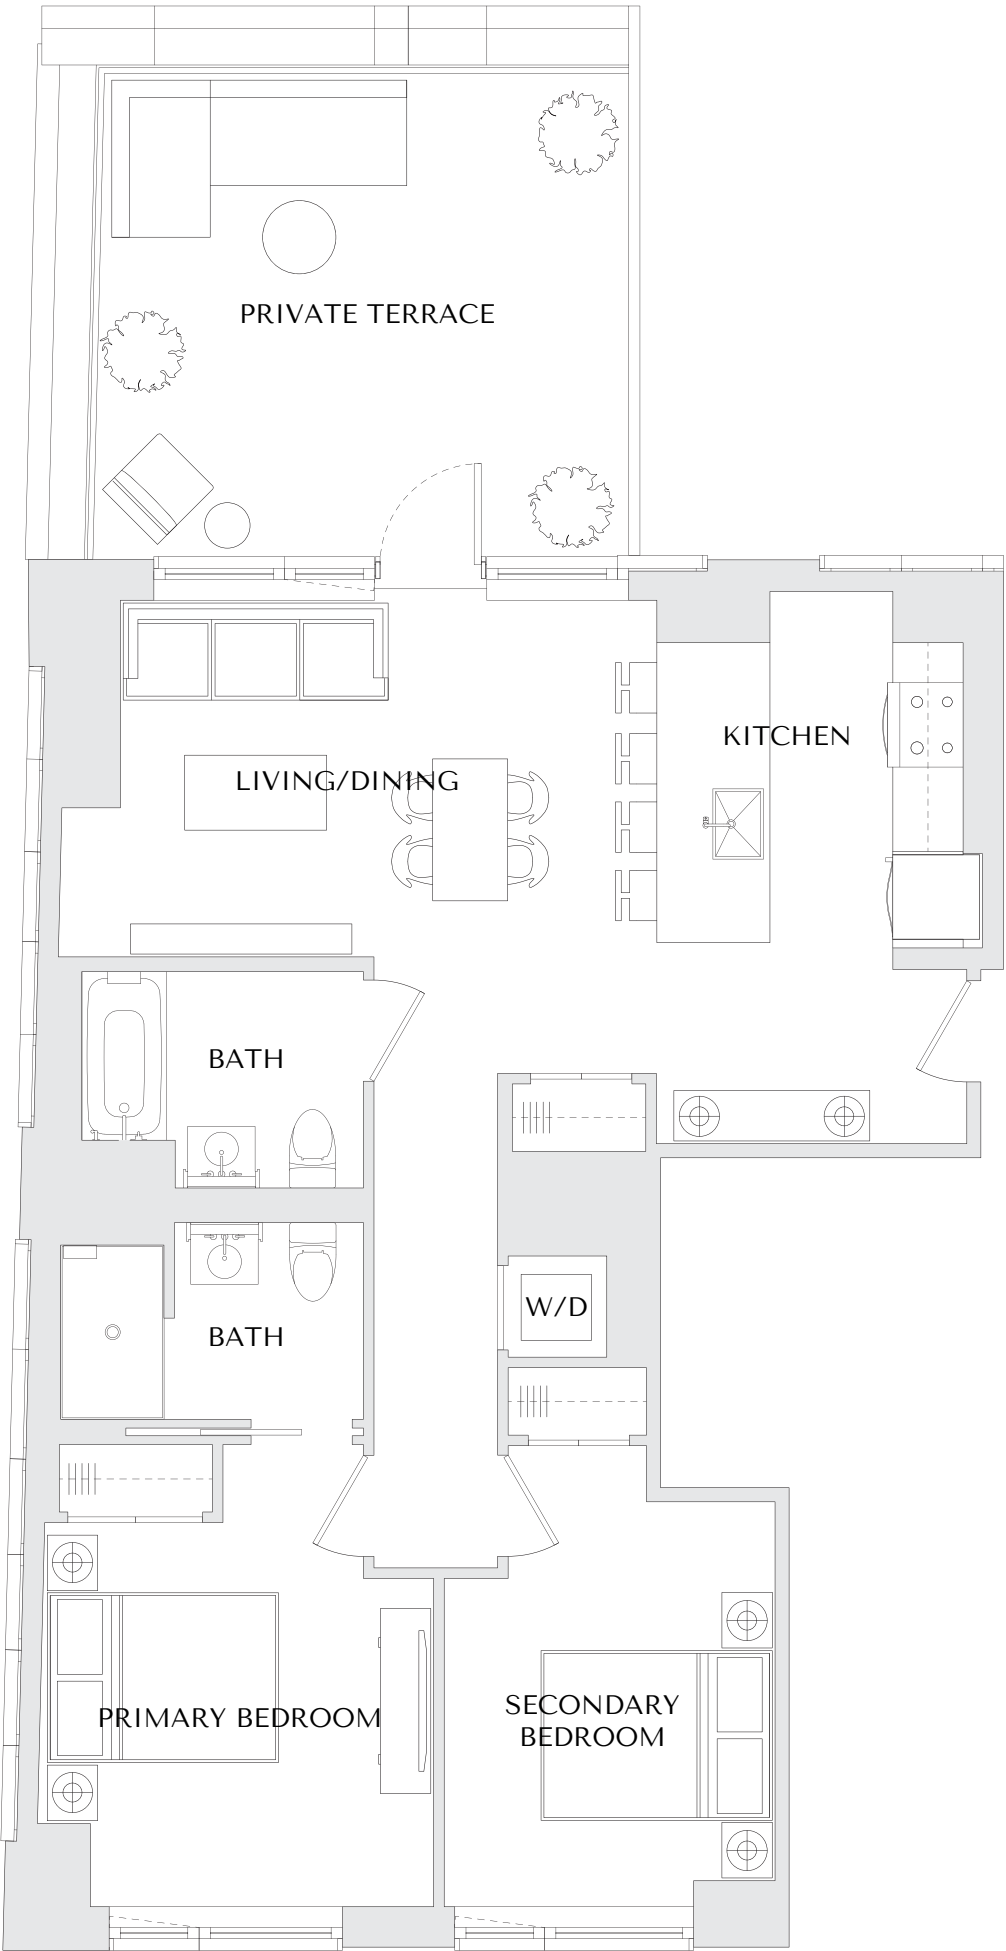 PRIVATE TERRACE
KITCHEN
LIVING/DINING
BATH
W/D
BATH
SECONDARY
BEDROOM
PRIMARY BEDROOM